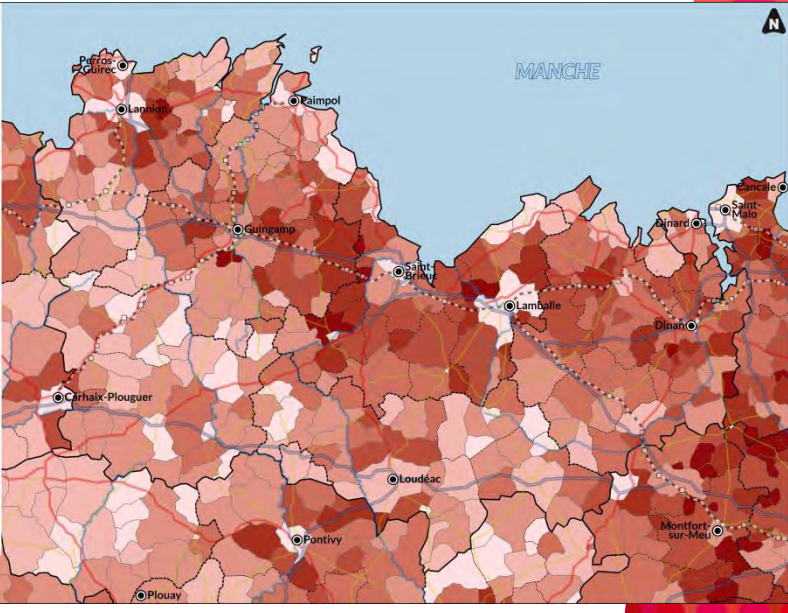 N
MANCHE
Perros-
Guirec
Lannion
Paimpol
Cancale
Saint-
Malo
Dinard
Guingamp
Saint-
Brieuc
Lamballe
Dinan
Carhaix-Plouguer
Loudéac
Montfort-
sur-Meu
Pontivy
Plouay